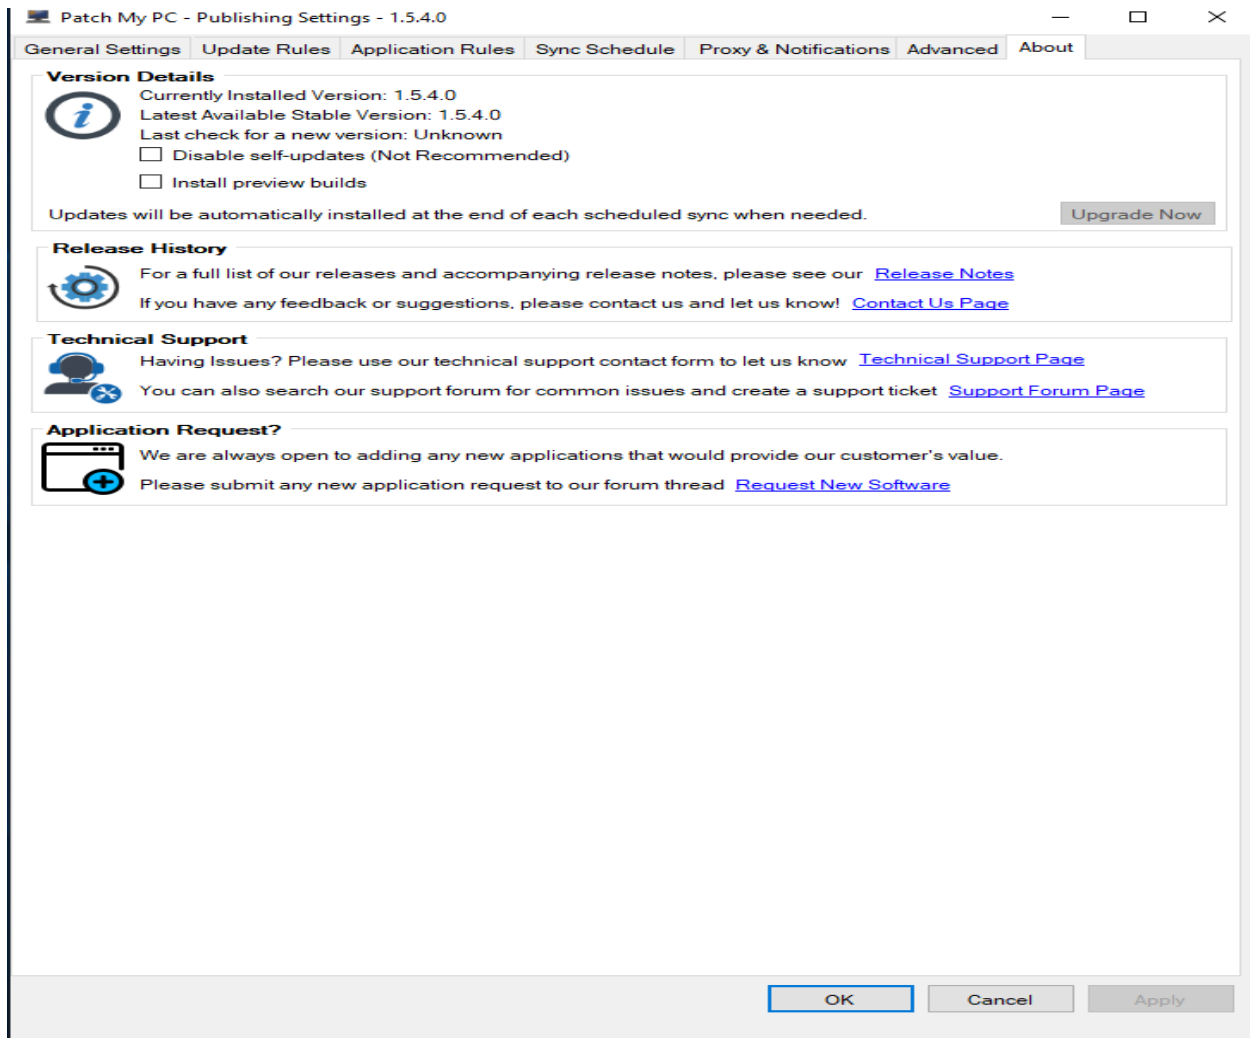 Patch My PC - Publishing Settings - 1.5.4.0
General Settings Update Rules Application Rules Sync Schedule Proxy & Notifications Advanced About
Version Details
Currently Installed Version: 1.5.4.0
Latest Available Stable Version: 1.5.4.0
Last check for a new version: Unknown
Disable self-updates (Not Recommended)
Install preview builds
Updates will be automatically installed at the end of each scheduled sync when needed. Upgrade Now
Release History
For a full list of our releases and accompanying release notes, please see our Release Notes
If you have any feedback or suggestions, please contact us and let us know! Contact Us Page
Technical Support
Having Issues? Please use our technical support contact form to let us know Technical Support Page
You can also search our support forum for common issues and create a support ticket Support Forum Page
Application Request?
We are always open to adding any new applications that would provide our customer's value.
Please submit any new application request to our forum thread Request New Software
OK Cancel Apply